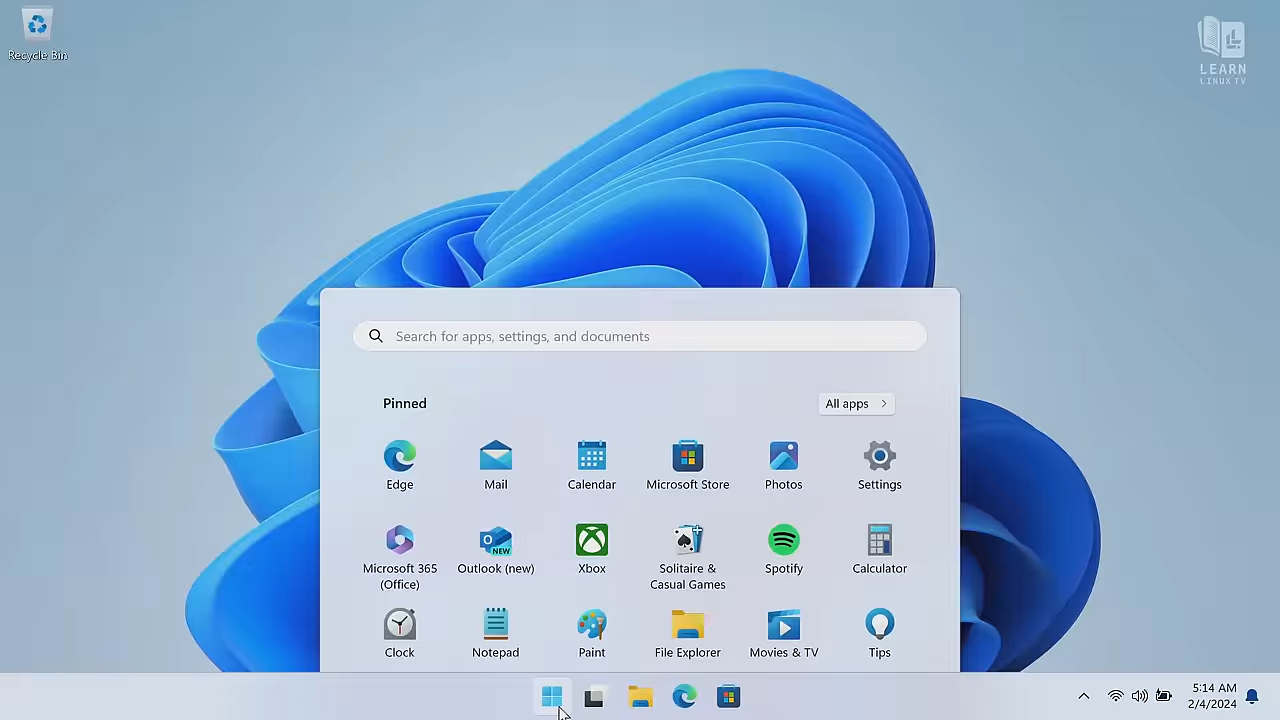 Recycle Bin
LEARN
LINUX TV
Search for apps, settings, and documents
Pinned
All apps
Edge
Mail
Calendar
Microsoft Store
Photos
Settings
Microsoft 365
(Office)
Outlook (new)
NEW
Xbox
Solitaire &
Casual Games
Spotify
Calculator
Clock
Notepad
Paint
File Explorer
Movies & TV
Tips
5:14 AM
2/4/2024